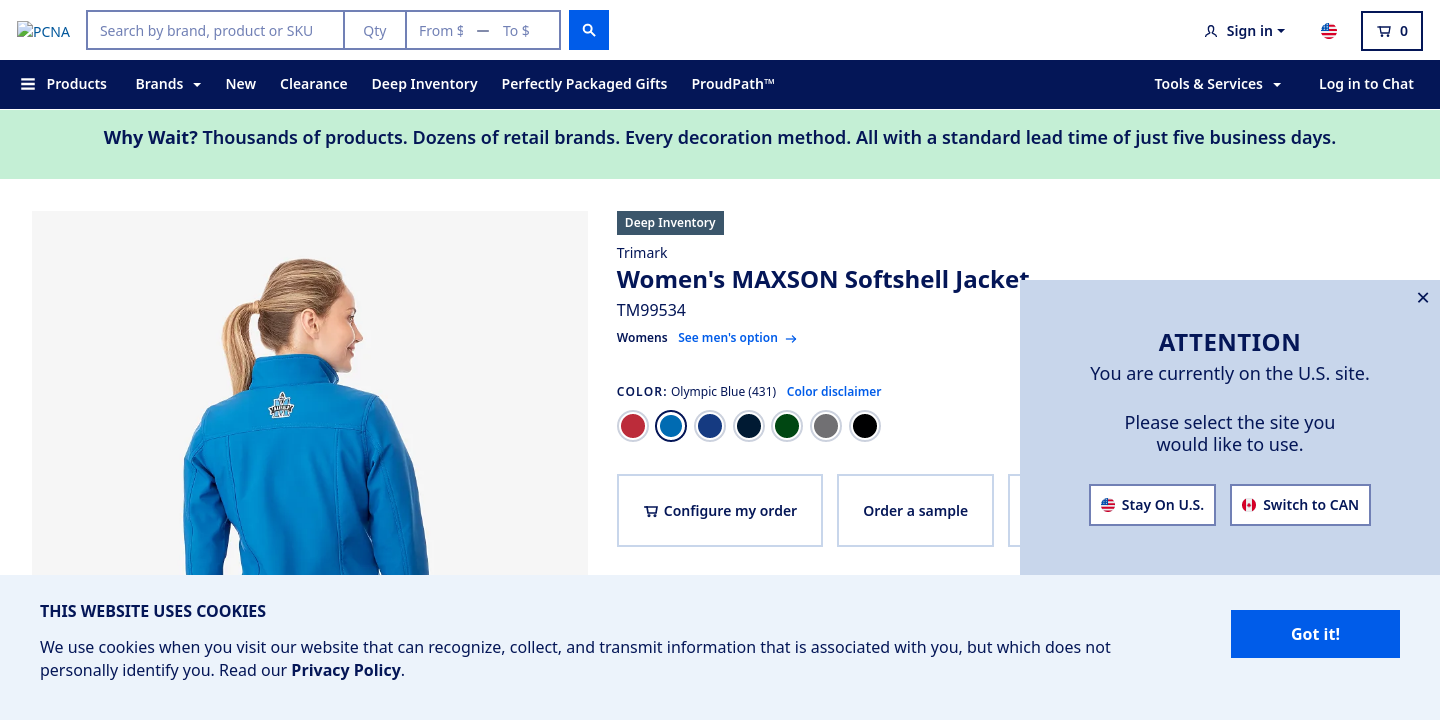 PCNA
Search by brand, product or SKU
Qty
From $
To $
Sign in
0
Products
Brands
New
Clearance
Deep Inventory
Perfectly Packaged Gifts
ProudPath™
Tools & Services
Log in to Chat
Why Wait? Thousands of products. Dozens of retail brands. Every decoration method. All with a standard lead time of just five business days.
Deep Inventory
Trimark
Women's MAXSON Softshell Jacket
TM99534
Womens See men's option
COLOR: Olympic Blue (431) Color disclaimer
Configure my order
Order a sample
ATTENTION
You are currently on the U.S. site.
Please select the site you
would like to use.
Stay On U.S.
Switch to CAN
THIS WEBSITE USES COOKIES
We use cookies when you visit our website that can recognize, collect, and transmit information that is associated with you, but which does not
personally identify you. Read our Privacy Policy.
Got it!